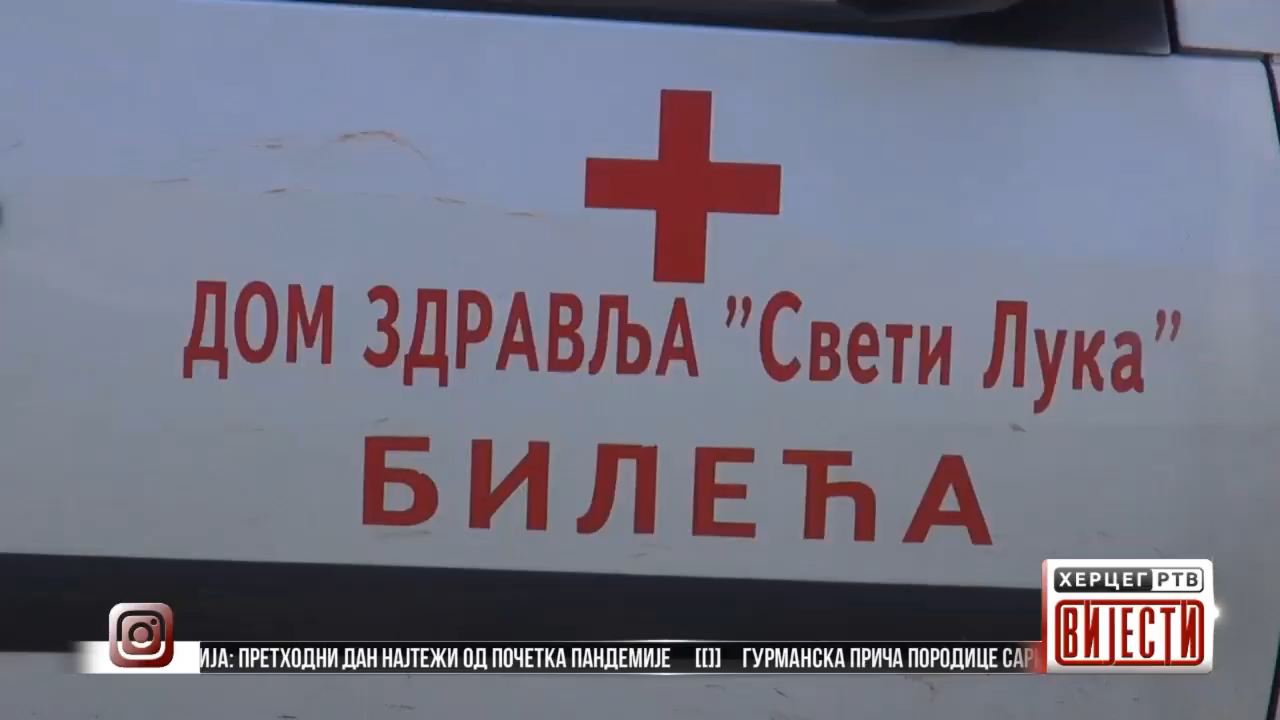 ДОМ ЗДРАВЉА "Свети Лука"
БИЛЕЋА
ХЕРЦЕГ РТВ
ВИЈЕСТИ
ПРЕТХОДНИ ДАН НАЈТЕЖИ ОД ПОЧЕТКА ПАНДЕМИЈЕ [[]] ГУРМАНСКА ПРИЧА ПОРОДИЦЕ